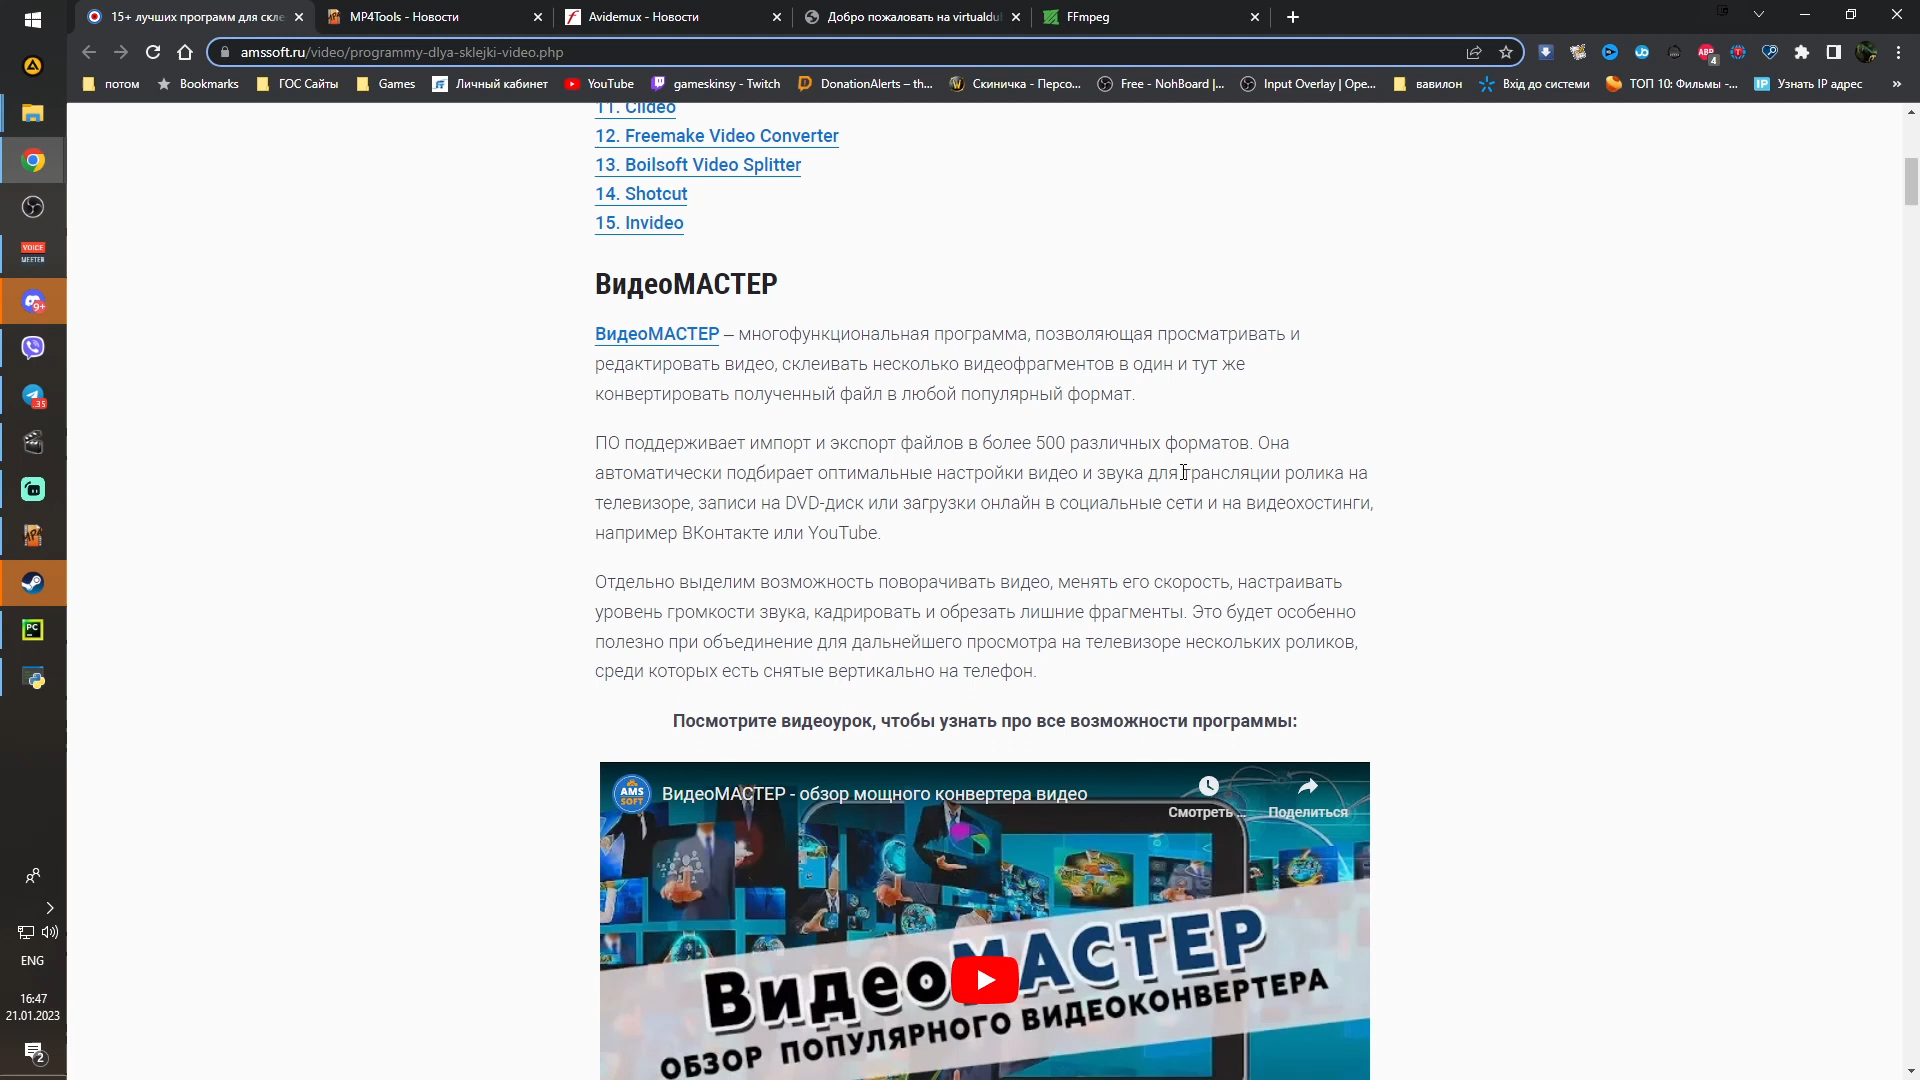 15+ лучших программ для скле
MP4Tools - Новости
Avidemux - Новости
Добро пожаловать на virtualdu
FFmpeg
amssoft.ru/video/programmy-dlya-sklejki-video.php
ABP
4
потом
Bookmarks
ГОС Сайты
Games
Личный кабинет
YouTube
gameskinsy - Twitch
DonationAlerts – th...
Скиничка - Персо...
Free - NohBoard |...
Input Overlay | Ope...
вавилон
Вхід до системи
ТОП 10: Фильмы -...
IP
Узнать IP адрес
»
11. Clideo
12. Freemake Video Converter
13. Boilsoft Video Splitter
14. Shotcut
15. Invideo
ВидеоМАСТЕР
ВидеоМАСТЕР – многофункциональная программа, позволяющая просматривать и
редактировать видео, склеивать несколько видеофрагментов в один и тут же
конвертировать полученный файл в любой популярный формат.
ПО поддерживает импорт и экспорт файлов в более 500 различных форматов. Она
автоматически подбирает оптимальные настройки видео и звука для трансляции ролика на
телевизоре, записи на DVD-диск или загрузки онлайн в социальные сети и на видеохостинги,
например ВКонтакте или YouTube.
Отдельно выделим возможность поворачивать видео, менять его скорость, настраивать
уровень громкости звука, кадрировать и обрезать лишние фрагменты. Это будет особенно
полезно при объединение для дальнейшего просмотра на телевизоре нескольких роликов,
среди которых есть снятые вертикально на телефон.
Посмотрите видеоурок, чтобы узнать про все возможности программы:
AMS
SOFT
ВидеоМАСТЕР - обзор мощного конвертера видео
Смотреть ...
Поделиться
ВидеоМАСТЕР
ОБЗОР ПОПУЛЯРНОГО ВИДЕОКОНВЕРТЕРА
VOICE
MEETER
9+
35
PC
ENG
16:47
21.01.2023
2